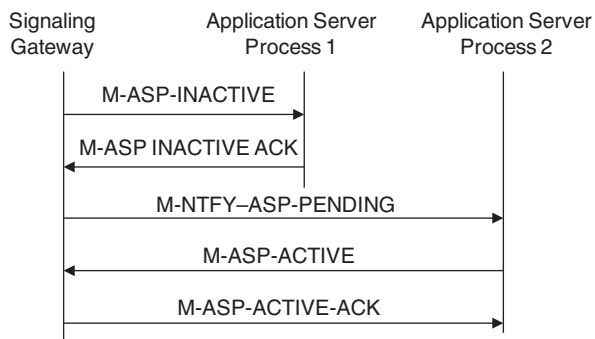 Signaling
Gateway
Application Server
Process 1
Application Server
Process 2
M-ASP-INACTIVE
M-ASP INACTIVE ACK
M-NTFY–ASP-PENDING
M-ASP-ACTIVE
M-ASP-ACTIVE-ACK